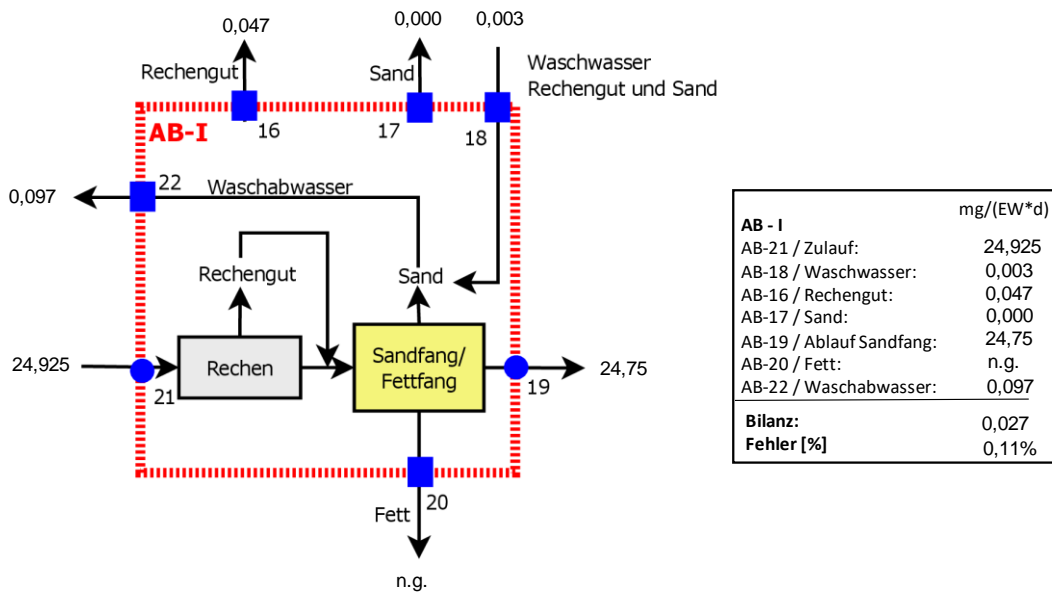 0,047
0,000
0,003
Rechengut
Sand
Waschwasser
Rechengut und Sand
AB-I
16
17
18
22
Waschabwasser
0,097
Rechengut
Sand
24,925
Rechen
Sandfang/
Fettfang
24,75
21
19
20
Fett
n.g.
mg/(EW*d)
AB - I
AB-21 / Zulauf: 24,925
AB-18 / Waschwasser: 0,003
AB-16 / Rechengut: 0,047
AB-17 / Sand: 0,000
AB-19 / Ablauf Sandfang: 24,75
AB-20 / Fett: n.g.
AB-22 / Waschabwasser: 0,097
Bilanz: 0,027
Fehler [%] 0,11%